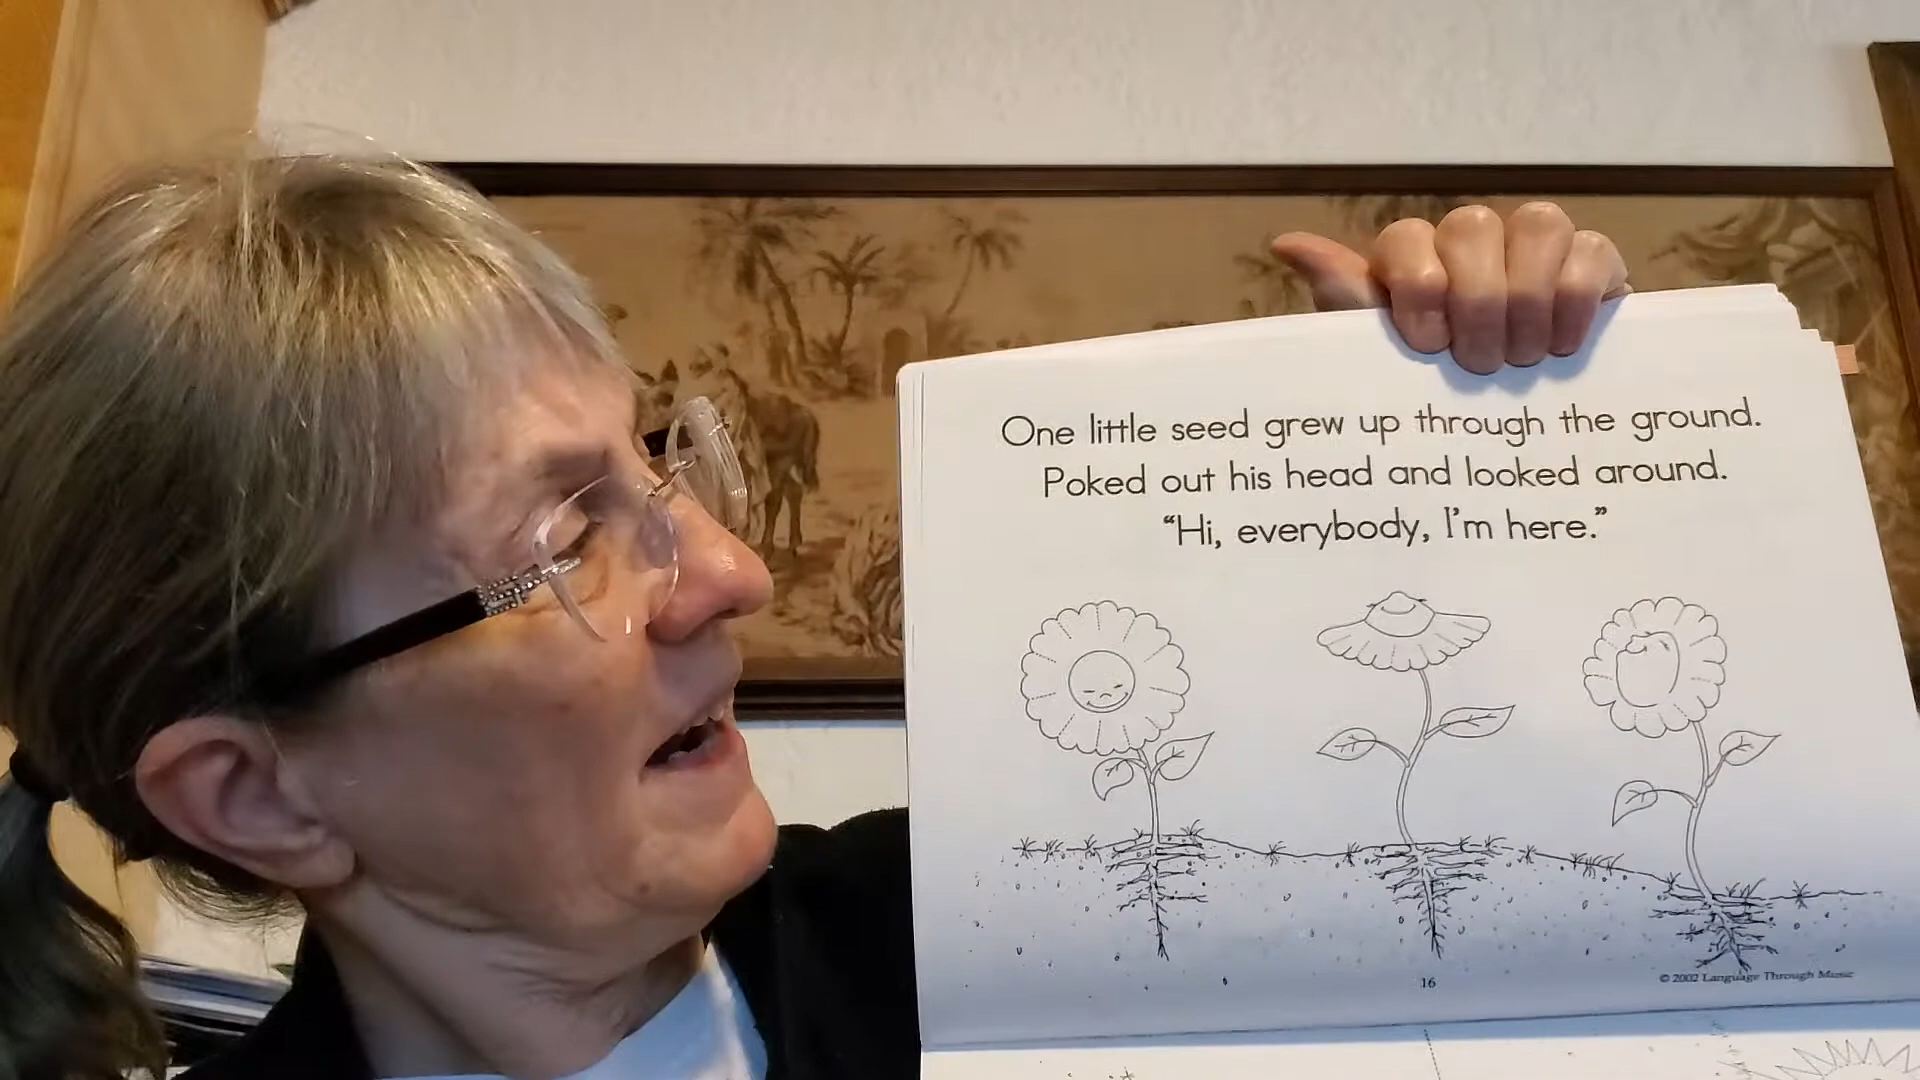 One little seed grew up through the ground.
Poked out his head and looked around.
“Hi, everybody, I'm here.”
16
© 2002 Language Through Music